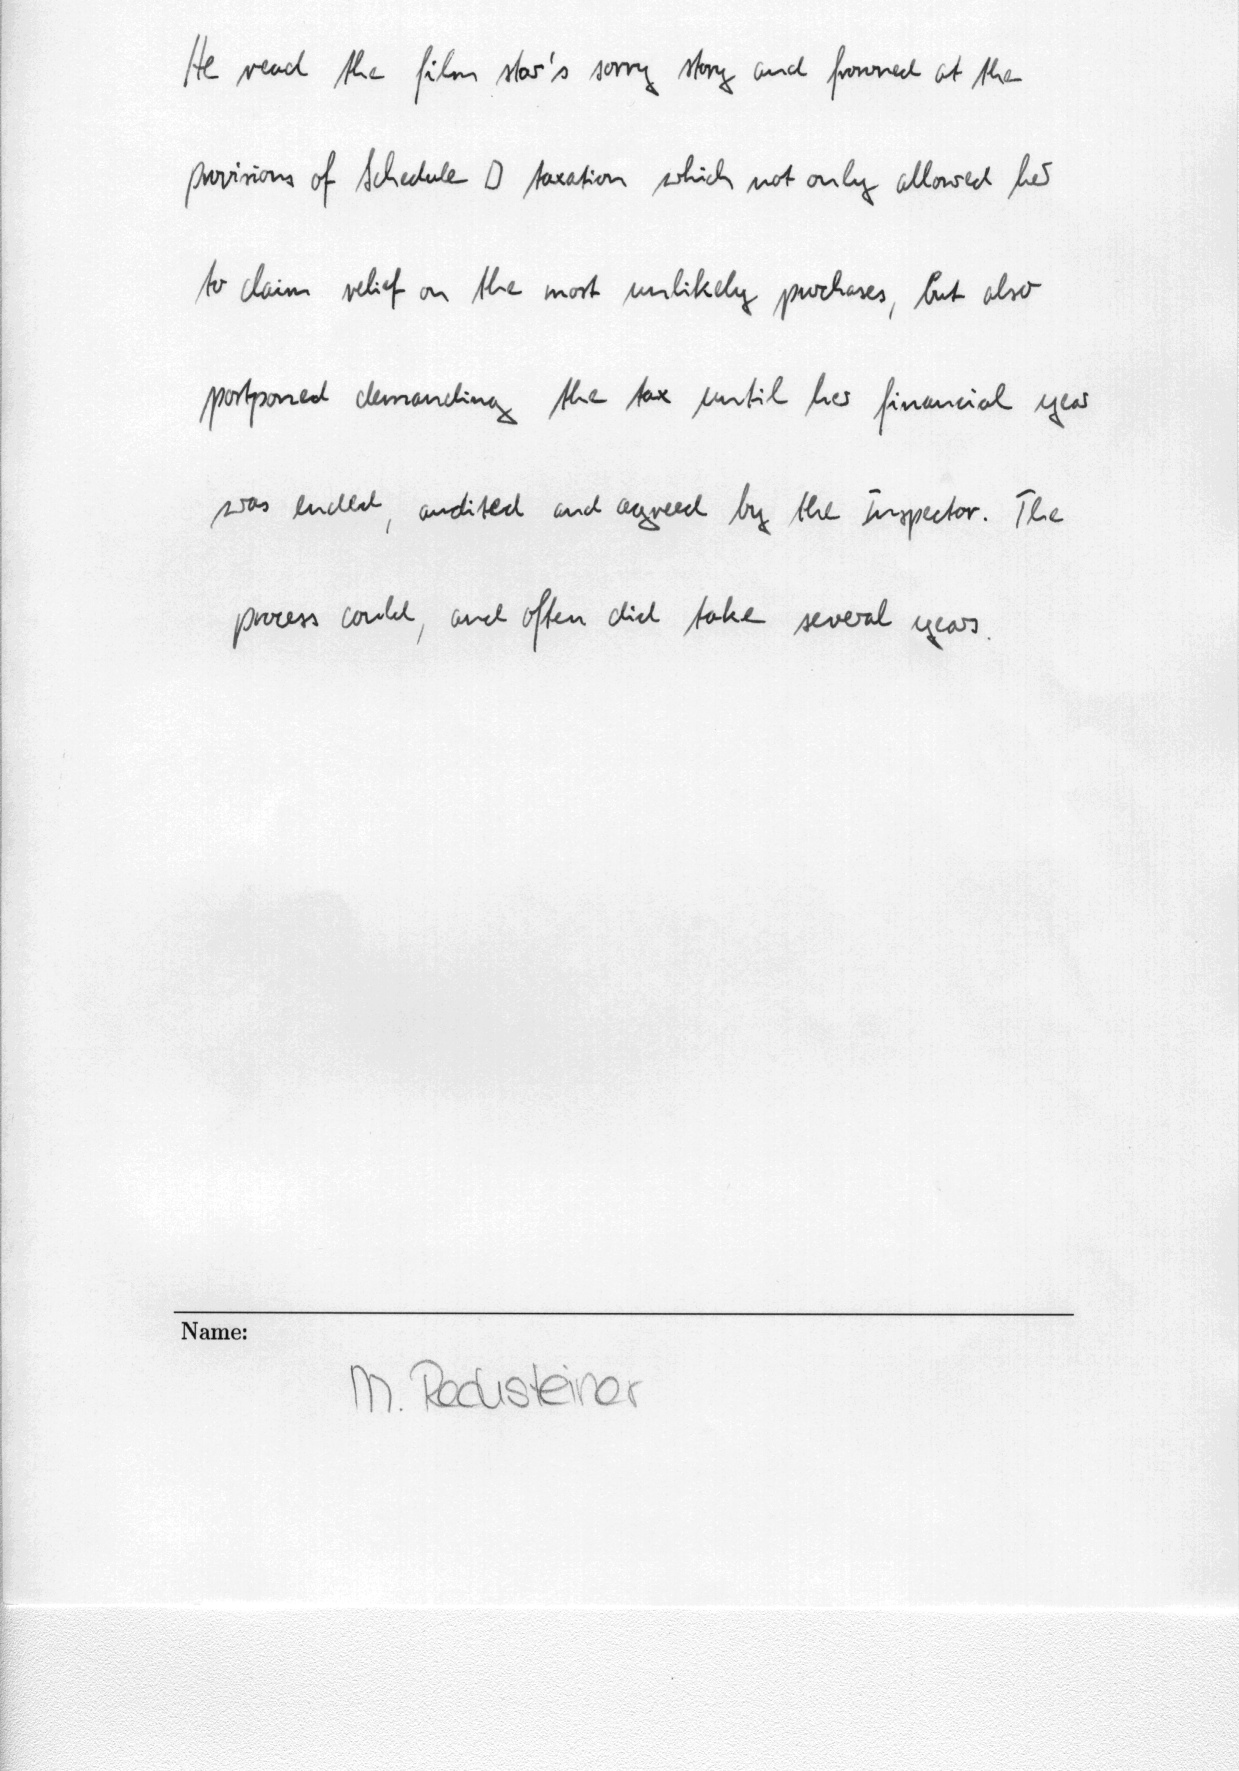 He read the film star's sorry story and frowned at the
provisions of Schedule D taxation which not only allowed her
to claim relief on the most unlikely purchases, but also
postponed demanding the tax until her financial year
was ended, audited and agreed by the Inspector. The
process could, and often did take several years.
Name:
M.